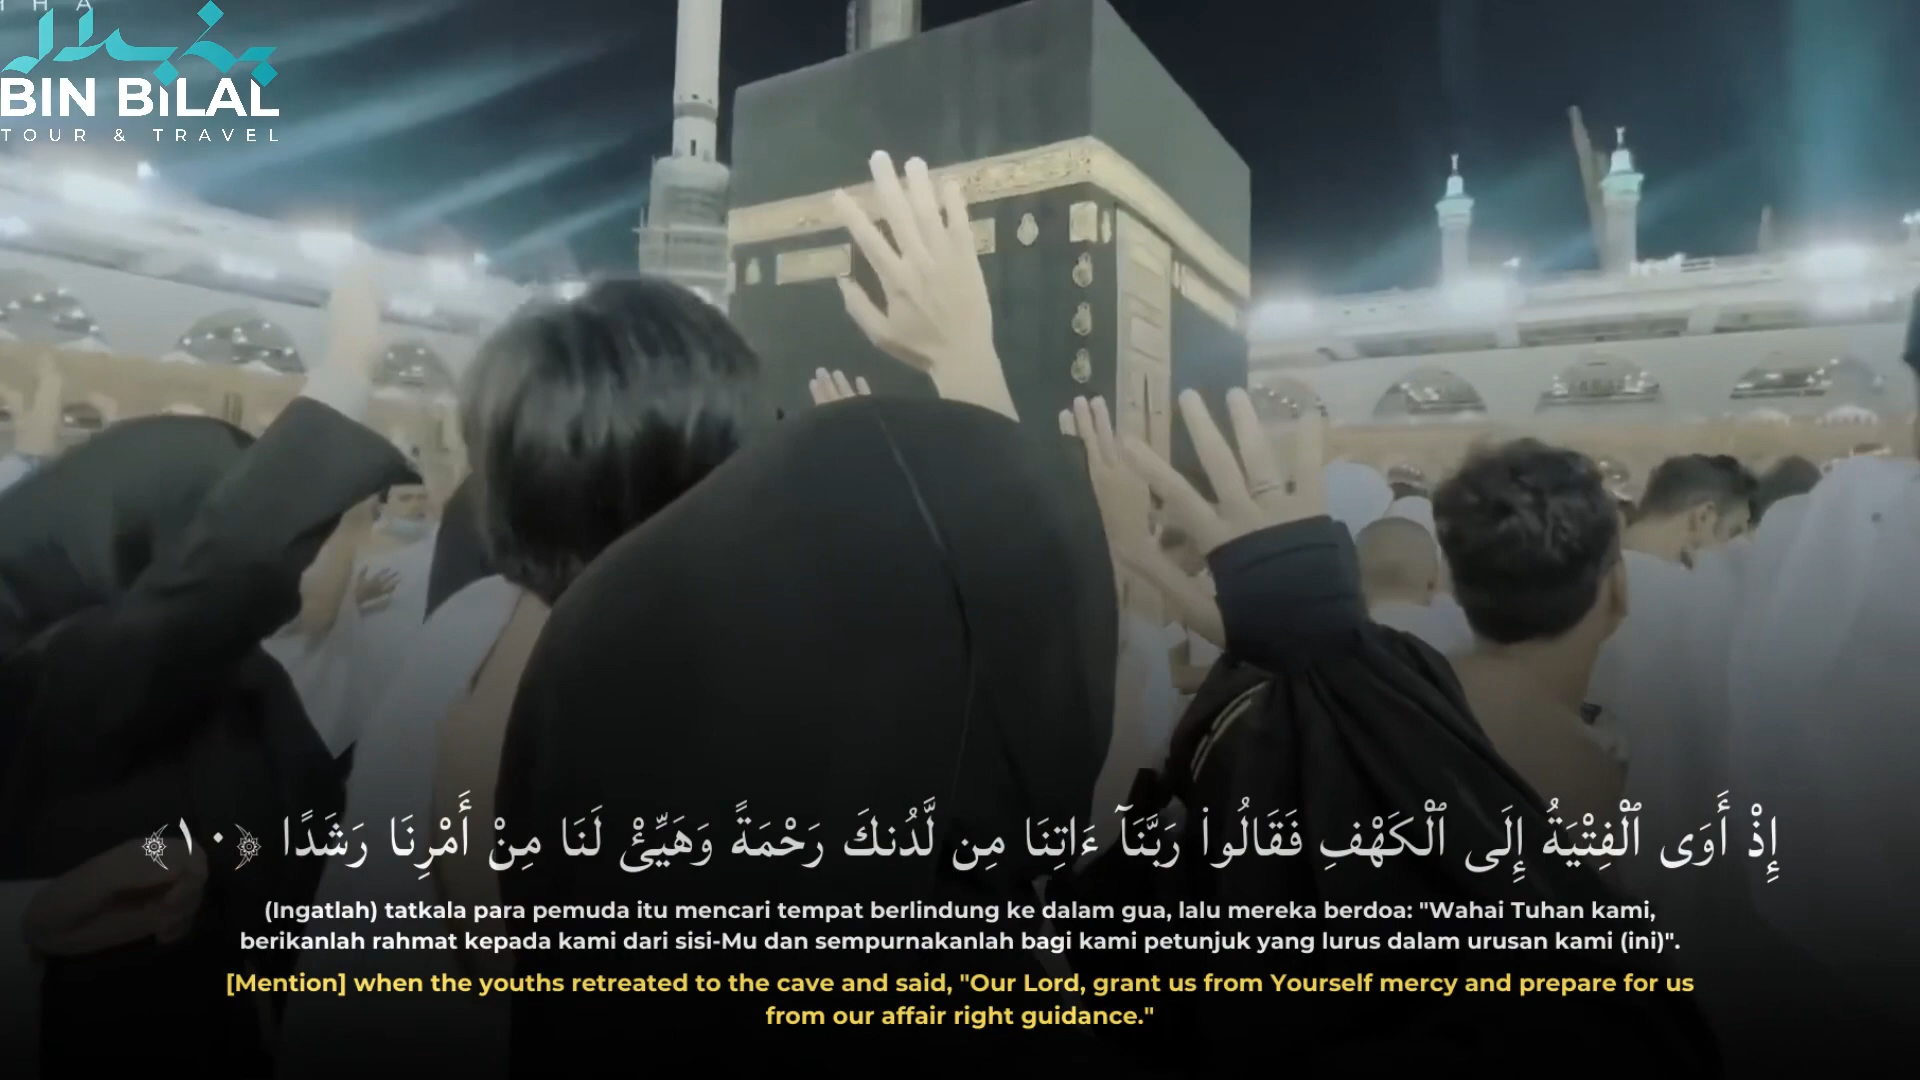 BIN BILAL
TOUR & TRAVEL
إِذْ أَوَى ٱلْفِتْيَةُ إِلَى ٱلْكَهْفِ فَقَالُوا۟ رَبَّنَآ ءَاتِنَا مِن لَّدُنكَ رَحْمَةً وَهَيِّئْ لَنَا مِنْ أَمْرِنَا رَشَدًا ﴿١٠﴾
(Ingatlah) tatkala para pemuda itu mencari tempat berlindung ke dalam gua, lalu mereka berdoa: "Wahai Tuhan kami,
berikanlah rahmat kepada kami dari sisi-Mu dan sempurnakanlah bagi kami petunjuk yang lurus dalam urusan kami (ini)".
[Mention] when the youths retreated to the cave and said, "Our Lord, grant us from Yourself mercy and prepare for us
from our affair right guidance."